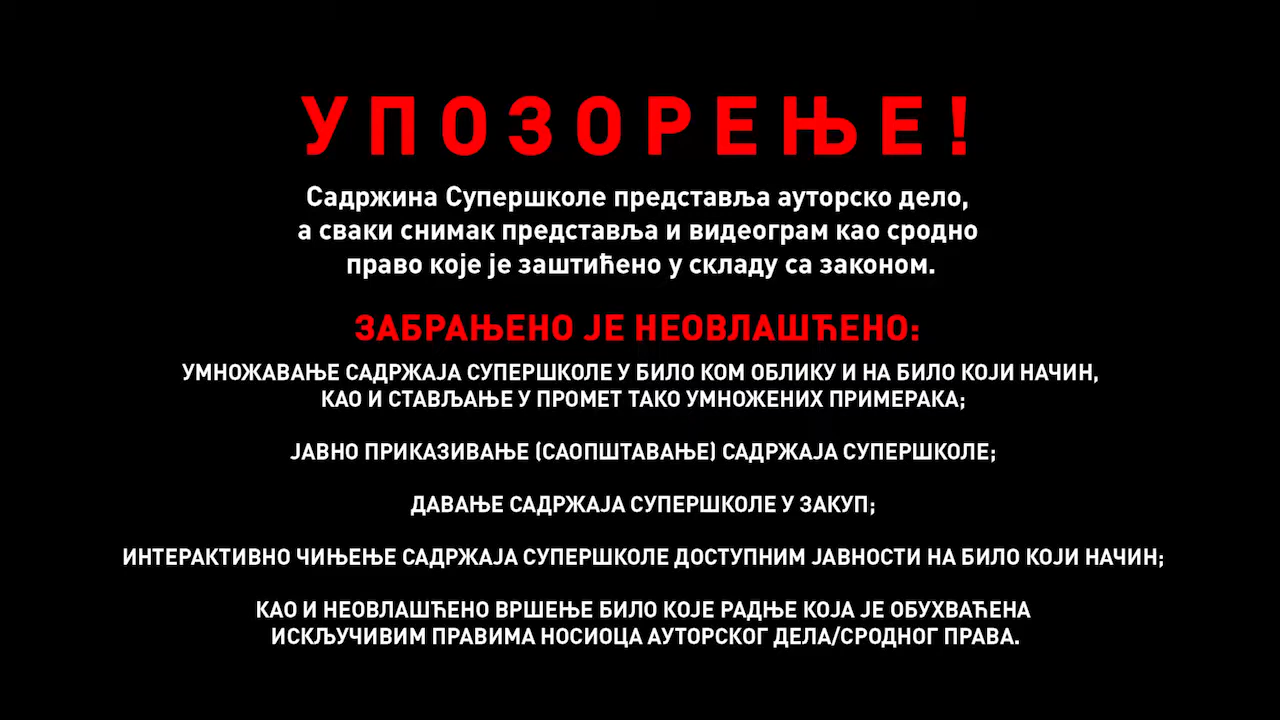 УПОЗОРЕЊЕ!
Садржина Супершколе представља ауторско дело,
а сваки снимак представља и видеограм као сродно
право које је заштићено у складу са законом.
ЗАБРАЊЕНО ЈЕ НЕОВЛАШЋЕНО:
УМНОЖАВАЊЕ САДРЖАЈА СУПЕРШКОЛЕ У БИЛО КОМ ОБЛИКУ И НА БИЛО КОЈИ НАЧИН,
КАО И СТАВЉАЊЕ У ПРОМЕТ ТАКО УМНОЖЕНИХ ПРИМЕРАКА;
ЈАВНО ПРИКАЗИВАЊЕ (САОПШТАВАЊЕ) САДРЖАЈА СУПЕРШКОЛЕ;
ДАВАЊЕ САДРЖАЈА СУПЕРШКОЛЕ У ЗАКУП;
ИНТЕРАКТИВНО ЧИЊЕЊЕ САДРЖАЈА СУПЕРШКОЛЕ ДОСТУПНИМ ЈАВНОСТИ НА БИЛО КОЈИ НАЧИН;
КАО И НЕОВЛАШЋЕНО ВРШЕЊЕ БИЛО КОЈЕ РАДЊЕ КОЈА ЈЕ ОБУХВАЋЕНА
ИСКЉУЧИВИМ ПРАВИМА НОСИОЦА АУТОРСКОГ ДЕЛА/СРОДНОГ ПРАВА.